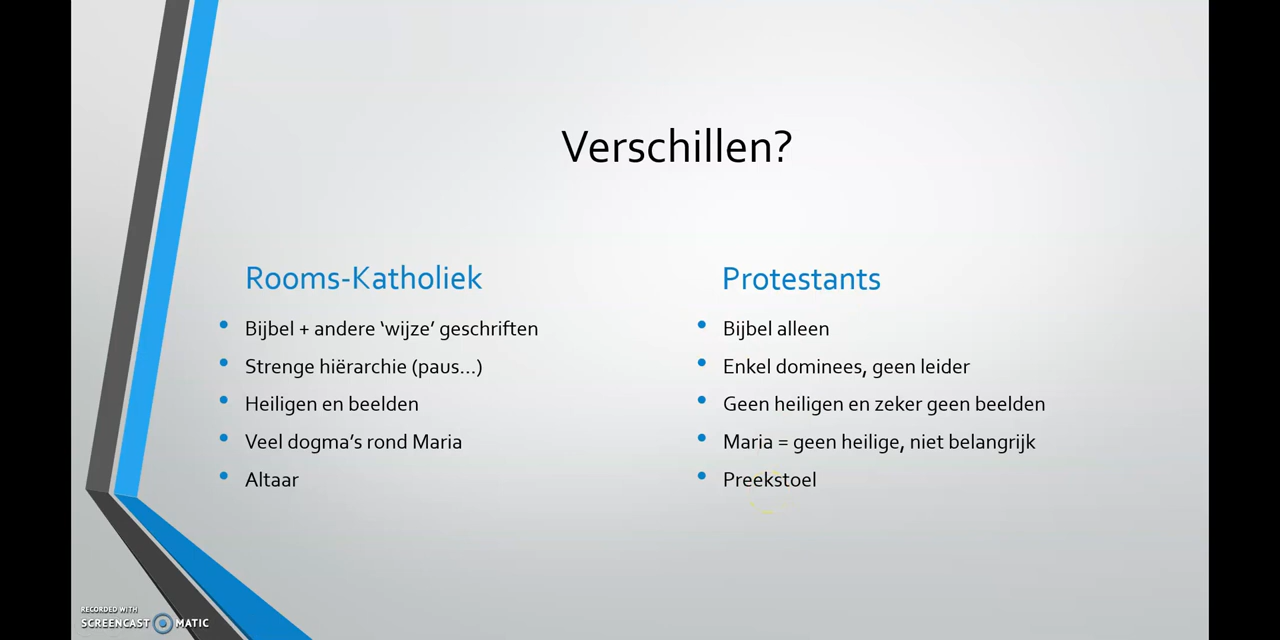 Verschillen?
Rooms-Katholiek
Bijbel + andere ‘wijze’ geschriften
Strenge hiërarchie (paus...)
Heiligen en beelden
Veel dogma’s rond Maria
Altaar
Protestants
Bijbel alleen
Enkel dominees, geen leider
Geen heiligen en zeker geen beelden
Maria = geen heilige, niet belangrijk
Preekstoel
RECORDED WITH
SCREENCAST MATIC